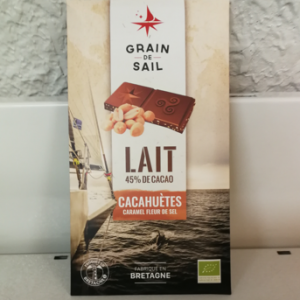 GRAIN
DE
SAIL
LAIT
45% DE CACAO
CACAHUÈTES
CARAMEL FLEUR DE SEL
FABRIQUÉ EN
BRETAGNE